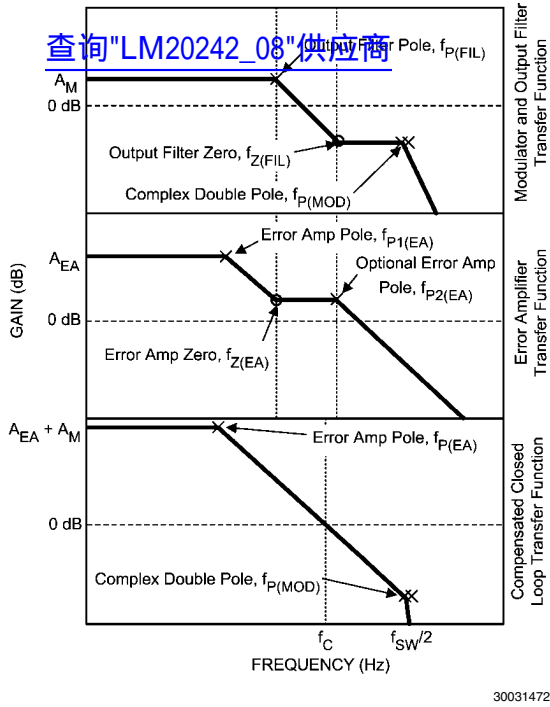 查询"LM20242_08"供应商
Output Filter Pole, fP(FIL)
AM
0 dB
Output Filter Zero, fZ(FIL)
Complex Double Pole, fP(MOD)
Modulator and Output Filter
Transfer Function
Error Amp Pole, fP1(EA)
AEA
Optional Error Amp
Pole, fP2(EA)
0 dB
Error Amp Zero, fZ(EA)
Error Amplifier
Transfer Function
GAIN (dB)
AEA + AM
Error Amp Pole, fP(EA)
0 dB
Complex Double Pole, fP(MOD)
Compensated Closed
Loop Transfer Function
fC
fSW/2
FREQUENCY (Hz)
30031472